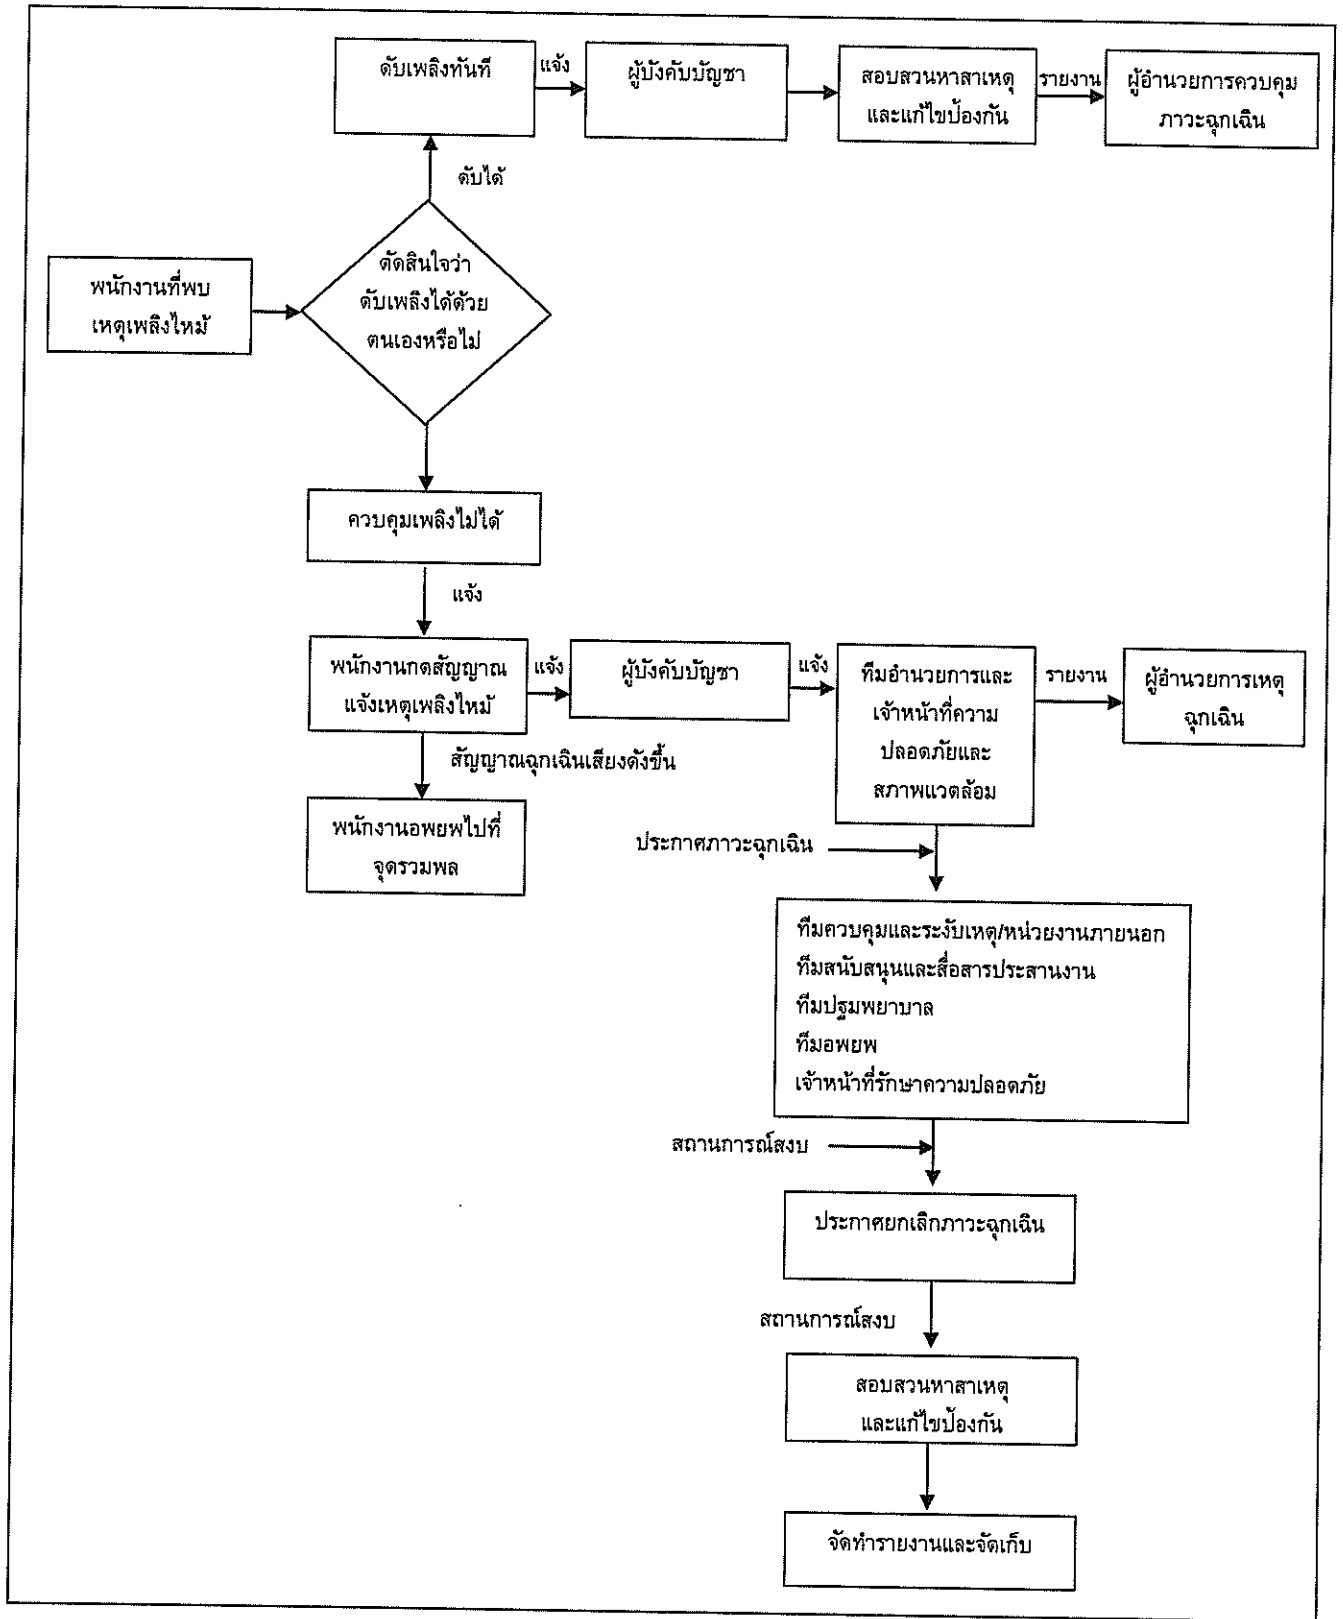 ดับเพลิงทันที
แจ้ง
ผู้บังคับบัญชา
สอบสวนหาสาเหตุ
และแก้ไขป้องกัน
รายงาน
ผู้อำนวยการควบคุม
ภาวะฉุกเฉิน
ดับได้
พนักงานที่พบ
เหตุเพลิงไหม้
ตัดสินใจว่า
ดับเพลิงได้ด้วย
ตนเองหรือไม่
ควบคุมเพลิงไม่ได้
แจ้ง
พนักงานกดสัญญาณ
แจ้งเหตุเพลิงไหม้
แจ้ง
ผู้บังคับบัญชา
แจ้ง
ทีมอำนวยการและ
เจ้าหน้าที่ความ
ปลอดภัยและ
สภาพแวดล้อม
รายงาน
ผู้อำนวยการเหตุ
ฉุกเฉิน
สัญญาณฉุกเฉินเสียงดังขึ้น
พนักงานอพยพไปที่
จุดรวมพล
ประกาศภาวะฉุกเฉิน
ทีมควบคุมและระงับเหตุ/หน่วยงานภายนอก
ทีมสนับสนุนและสื่อสารประสานงาน
ทีมปฐมพยาบาล
ทีมอพยพ
เจ้าหน้าที่รักษาความปลอดภัย
สถานการณ์สงบ
ประกาศยกเลิกภาวะฉุกเฉิน
สถานการณ์สงบ
สอบสวนหาสาเหตุ
และแก้ไขป้องกัน
จัดทำรายงานและจัดเก็บ